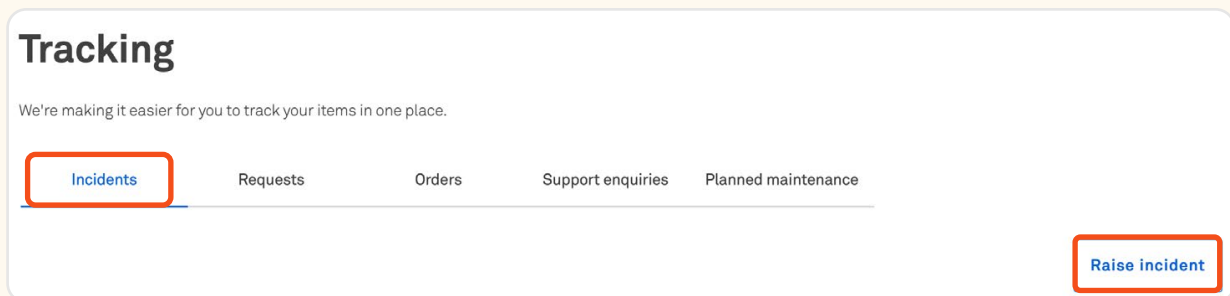 Tracking
We're making it easier for you to track your items in one place.
Incidents Requests Orders Support enquiries Planned maintenance
Raise incident